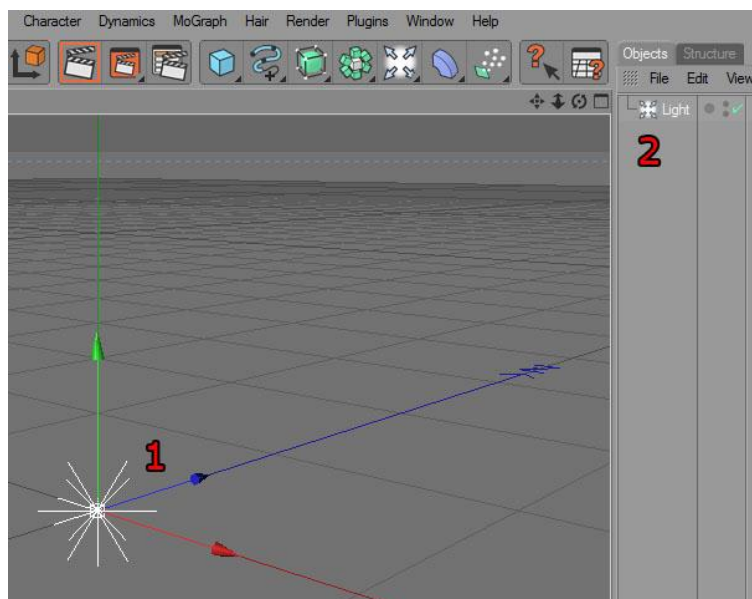 Character Dynamics MoGraph Hair Render Plugins Window Help
Objects Structure
File Edit View
Light
2
1